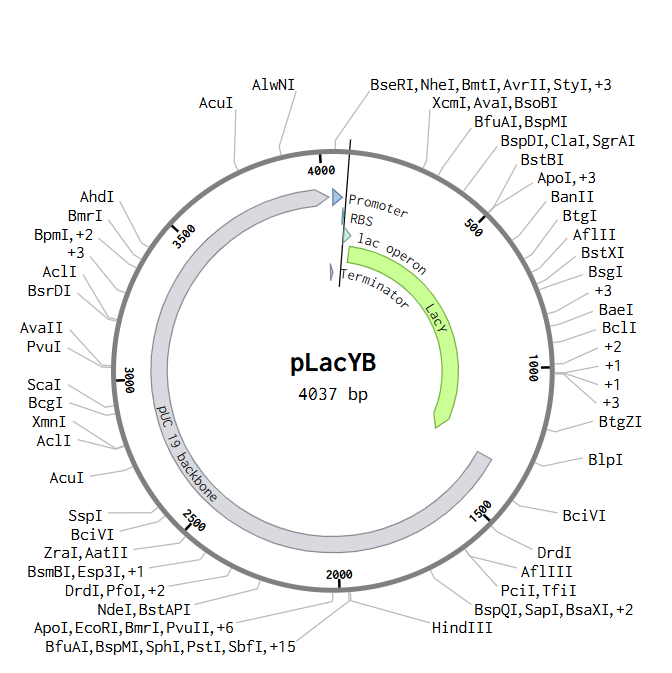 AlwNI
AcuI
BseRI,NheI,BmtI,AvrII,StyI,+3
XcmI,AvaI,BsoBI
BfuAI,BspMI
BspDI,ClaI,SgrAI
BstBI
ApoI,+3
BanII
BtgI
AflII
BstXI
BsgI
+3
BaeI
BclI
+2
+1
+1
+3
BtgZI
BlpI
BciVI
DrdI
AflIII
PciI,TfiI
BspQI,SapI,BsaXI,+2
HindIII
BfuAI,BspMI,SphI,PstI,SbfI,+15
ApoI,EcoRI,BmrI,PvuII,+6
NdeI,BstAPI
DrdI,PfoI,+2
BsmBI,Esp3I,+1
ZraI,AatII
BciVI
SspI
AcuI
AclI
XmnI
BcgI
ScaI
PvuI
AvaII
BsrDI
AclI
+3
BpmI,+2
BmrI
AhdI
4000
500
1000
1500
2000
2500
3000
3500
Promoter
RBS
lac operon
Terminator
LacY
pUC 19 backbone
pLacYB
4037 bp